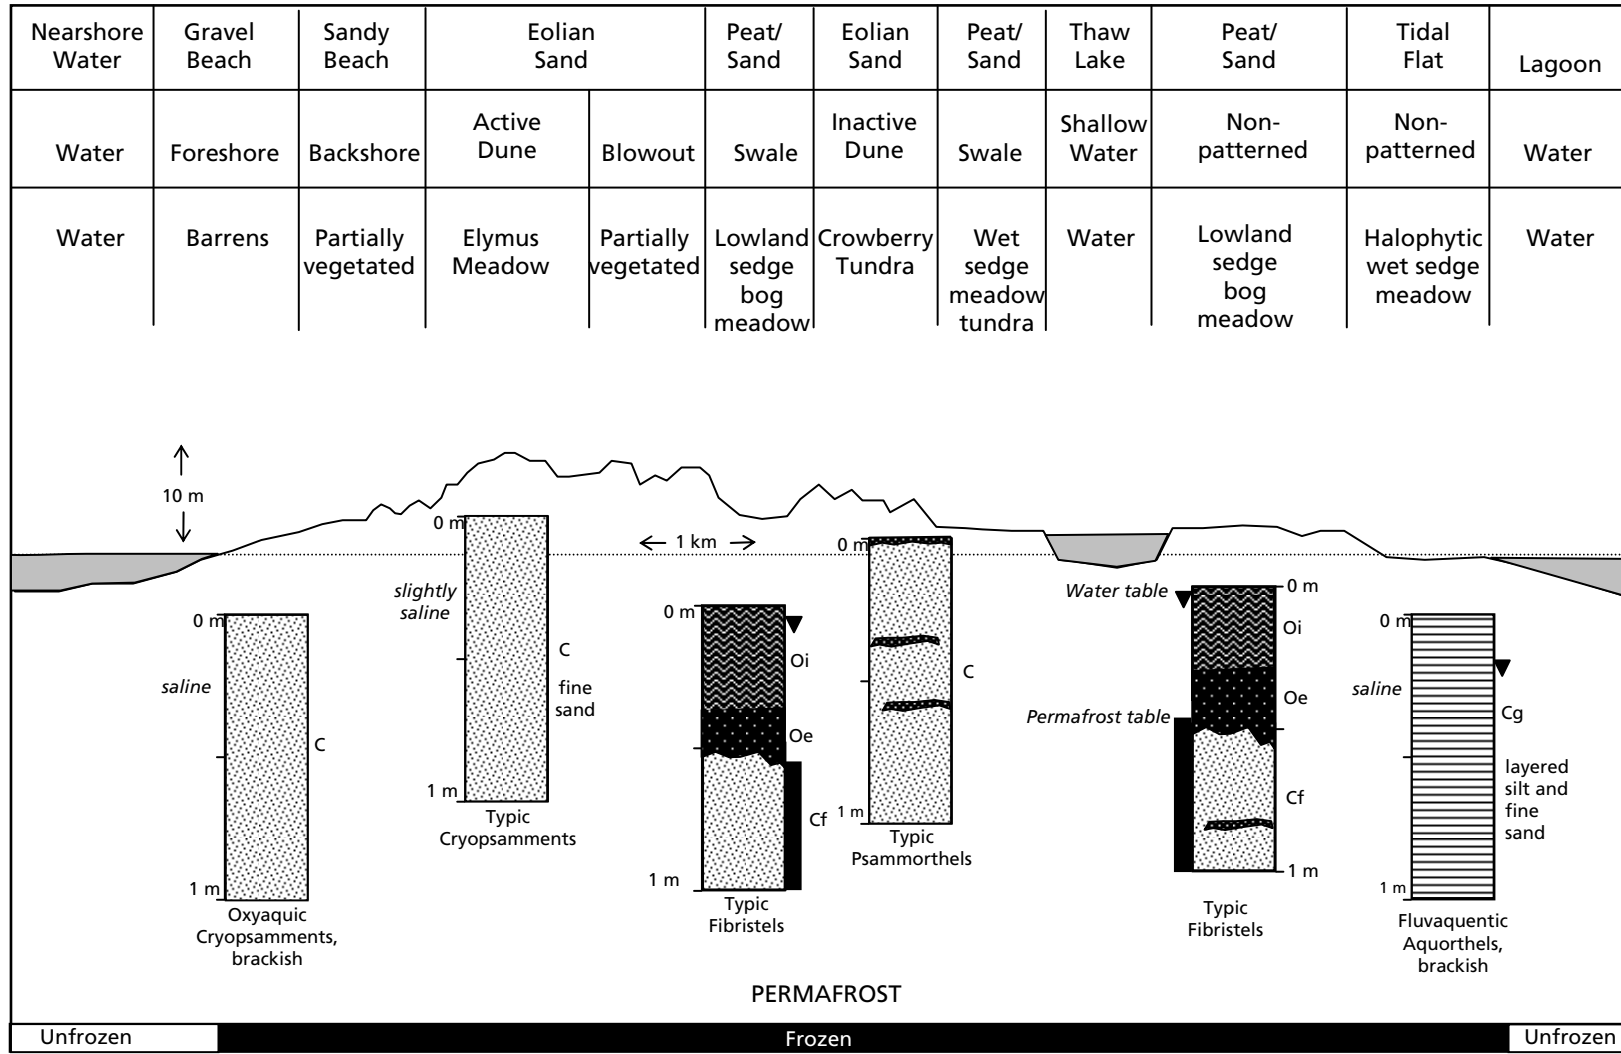 Nearshore
Water
Gravel
Beach
Sandy
Beach
Eolian
Sand
Peat/
Sand
Eolian
Sand
Peat/
Sand
Thaw
Lake
Peat/
Sand
Tidal
Flat
Lagoon
Water
Foreshore
Backshore
Active
Dune
Blowout
Swale
Inactive
Dune
Swale
Shallow
Water
Non-
patterned
Non-
patterned
Water
Water
Barrens
Partially
vegetated
Elymus
Meadow
Partially
vegetated
Lowland
sedge
bog
meadow
Crowberry
Tundra
Wet
sedge
meadow
tundra
Water
Lowland
sedge
bog
meadow
Halophytic
wet sedge
meadow
Water
10 m
1 km
0 m
saline
C
1 m
Oxyaquic
Cryopsamments,
brackish
0 m
slightly
saline
C
fine
sand
1 m
Typic
Cryopsamments
0 m
Oi
Oe
Cf
1 m
Typic
Fibristels
0 m
C
1 m
Typic
Psammorthels
Water table
Permafrost table
0 m
Oi
Oe
Cf
1 m
Typic
Fibristels
0 m
saline
Cg
layered
silt and
fine
sand
1 m
Fluvaquentic
Aquorthels,
brackish
PERMAFROST
Unfrozen
Frozen
Unfrozen